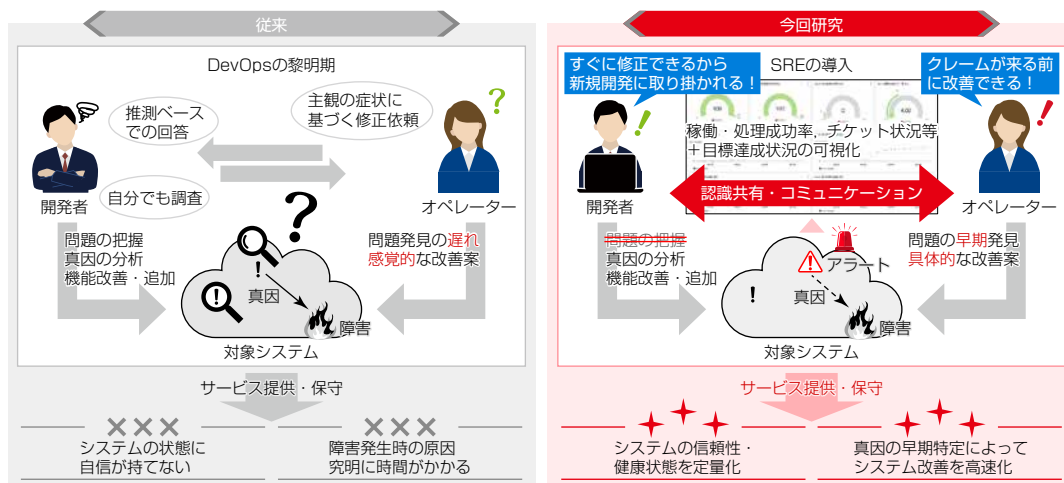 従来
DevOpsの黎明期
推測ベース
での回答
主観の症状に
基づく修正依頼
?
自分でも調査
開発者
オペレーター
?
問題の把握
真因の分析
機能改善・追加
問題発見の遅れ
感覚的な改善案
!
真因
!
障害
対象システム
サービス提供・保守
システムの状態に
自信が持てない
障害発生時の原因
究明に時間がかかる
今回研究
すぐに修正できるから
新規開発に取り掛かれる!
SREの導入
クレームが来る前
に改善できる!
!
!
稼働・処理成功率,チケット状況等
+目標達成状況の可視化
認識共有・コミュニケーション
開発者
オペレーター
問題の把握
真因の分析
機能改善・追加
問題の早期発見
具体的な改善案
アラート
真因
!
障害
対象システム
サービス提供・保守
システムの信頼性・
健康状態を定量化
真因の早期特定によって
システム改善を高速化